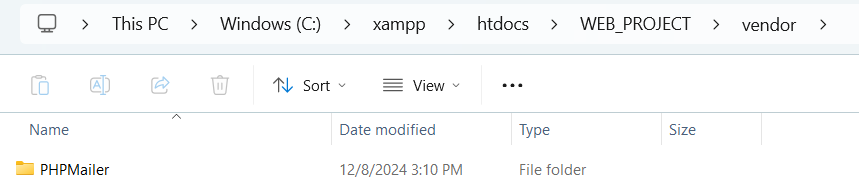 This PC > Windows (C:) > xampp > htdocs > WEB_PROJECT > vendor >
Sort View ...
Name Date modified Type Size
PHPMailer 12/8/2024 3:10 PM File folder